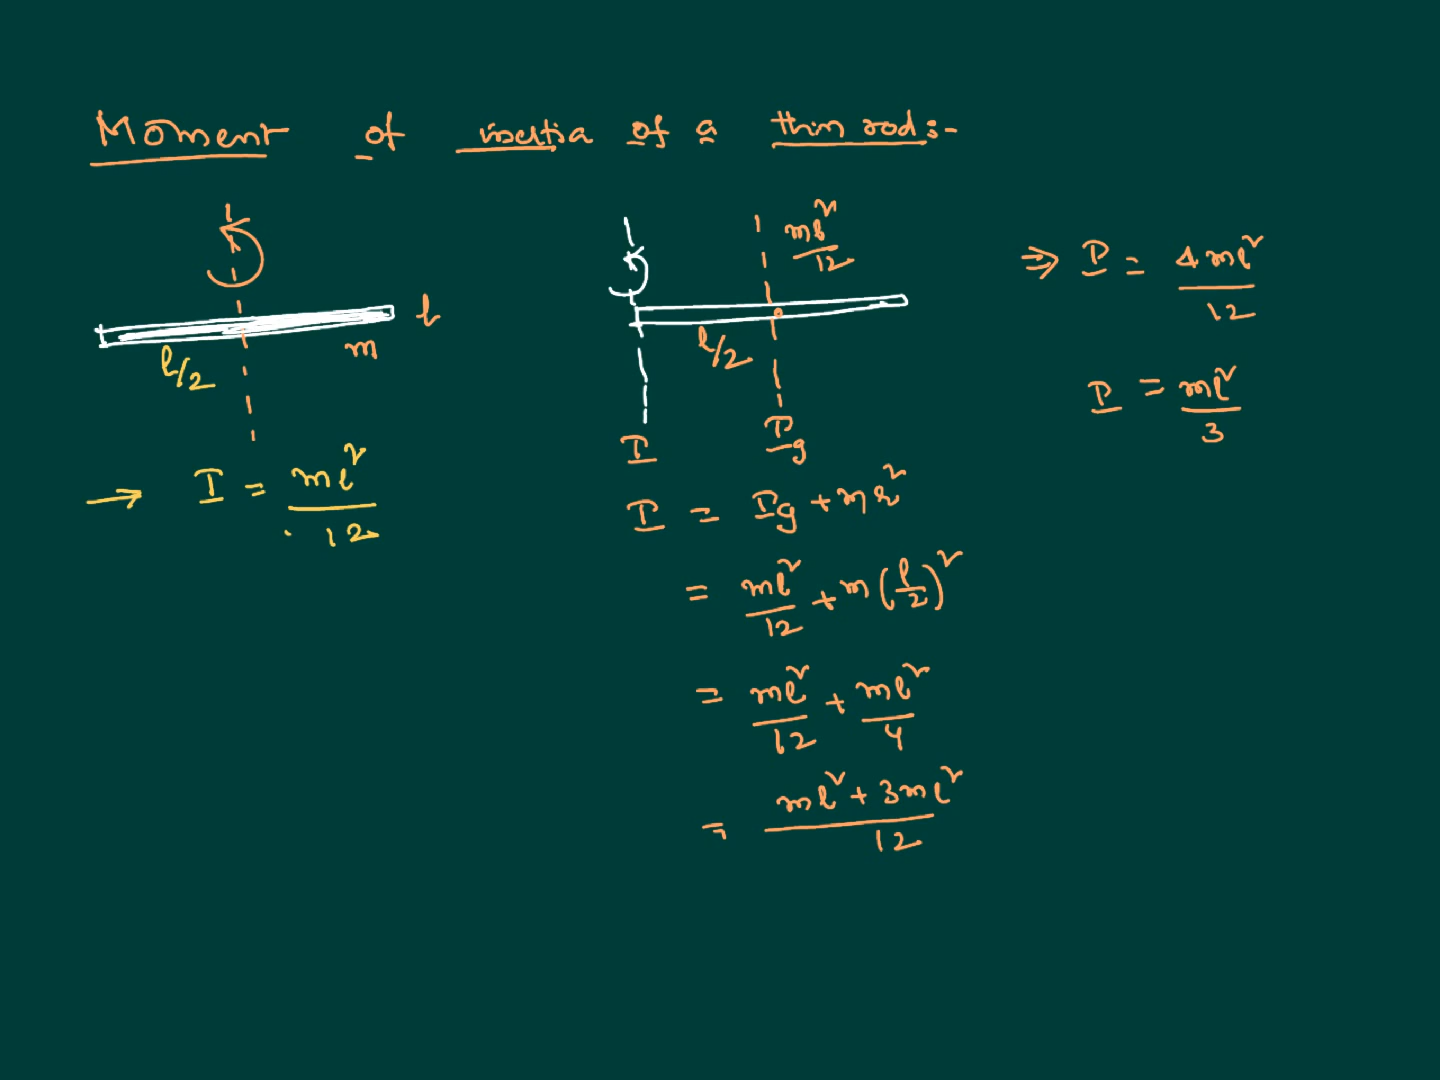 Moment of inertia of a thin rod:-
l
m
l/2
→ I = ml²/12
ml²/12
l/2
I
Ig
I = Ig + mr²
= ml²/12 + m(l/2)²
= ml²/12 + ml²/4
= ml² + 3ml²/12
⇒ I = 4ml²/12
I = ml²/3